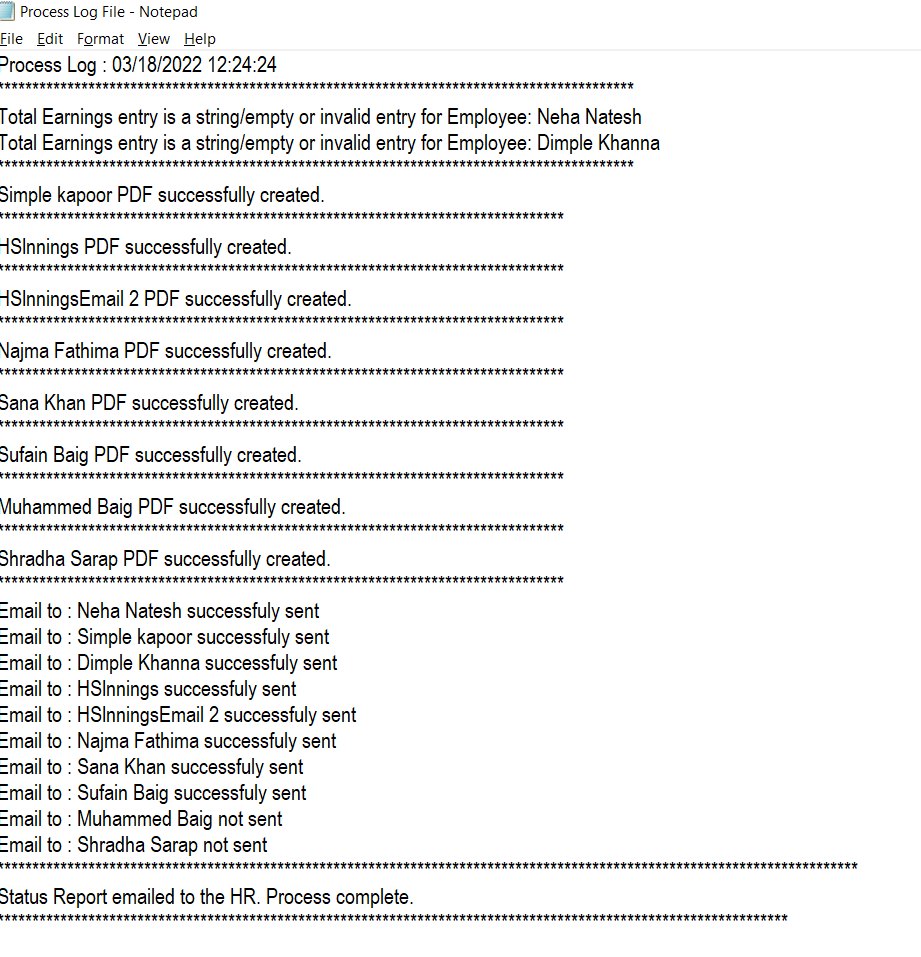 Process Log File - Notepad
File Edit Format View Help
Process Log : 03/18/2022 12:24:24
*******************************************************************************************
Total Earnings entry is a string/empty or invalid entry for Employee: Neha Natesh
Total Earnings entry is a string/empty or invalid entry for Employee: Dimple Khanna
*******************************************************************************************
Simple kapoor PDF successfully created.
*********************************************************************************
HSInnings PDF successfully created.
*********************************************************************************
HSInningsEmail 2 PDF successfully created.
*********************************************************************************
Najma Fathima PDF successfully created.
*********************************************************************************
Sana Khan PDF successfully created.
*********************************************************************************
Sufain Baig PDF successfully created.
*********************************************************************************
Muhammed Baig PDF successfully created.
*********************************************************************************
Shradha Sarap PDF successfully created.
*********************************************************************************
Email to : Neha Natesh successfuly sent
Email to : Simple kapoor successfuly sent
Email to : Dimple Khanna successfuly sent
Email to : HSInnings successfuly sent
Email to : HSInningsEmail 2 successfuly sent
Email to : Najma Fathima successfuly sent
Email to : Sana Khan successfuly sent
Email to : Sufain Baig successfuly sent
Email to : Muhammed Baig not sent
Email to : Shradha Sarap not sent
***************************************************************************************************************************
Status Report emailed to the HR. Process complete.
*****************************************************************************************************************